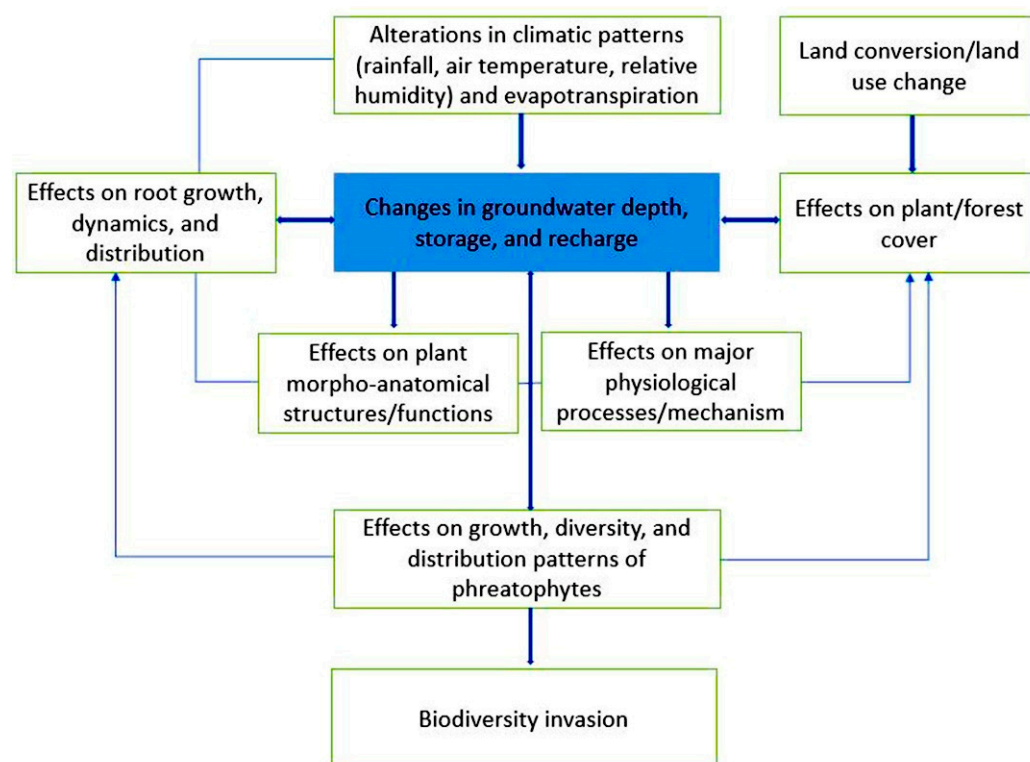 Alterations in climatic patterns
(rainfall, air temperature, relative
humidity) and evapotranspiration
Land conversion/land
use change
Effects on root growth,
dynamics, and
distribution
Changes in groundwater depth,
storage, and recharge
Effects on plant/forest
cover
Effects on plant
morpho-anatomical
structures/functions
Effects on major
physiological
processes/mechanism
Effects on growth, diversity, and
distribution patterns of
phreatophytes
Biodiversity invasion